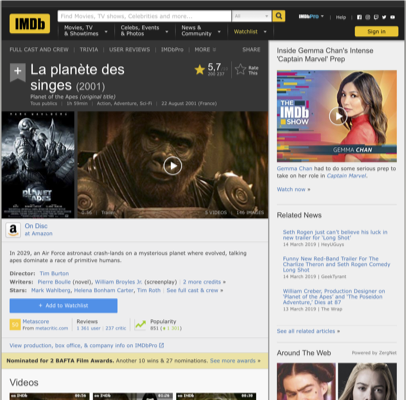 IMDb
Find Movies, TV shows, Celebrities and more...
All
IMDbPro
Help
Movies, TV & Showtimes
Celebs, Events & Photos
News & Community
Watchlist
Sign in
FULL CAST AND CREW | TRIVIA | USER REVIEWS | IMDbPro | MORE
SHARE
La planète des singes (2001)
Planet of the Apes (original title)
Tous publics | 1h 59min | Action, Adventure, Sci-Fi | 22 August 2001 (France)
5,7
Rate This
PLANET APES
2:00 | Trailer
9 VIDEOS | 190 IMAGES
On Disc
at Amazon
In 2029, an Air Force astronaut crash-lands on a mysterious planet where evolved, talking apes dominate a race of primitive humans.
Director: Tim Burton
Writers: Pierre Boulle (novel), William Broyles Jr. (screenplay) | 2 more credits »
Stars: Mark Wahlberg, Helena Bonham Carter, Tim Roth | See full cast & crew »
+ Add to Watchlist
Metascore
From metacritic.com
Reviews
1 361 user | 237 critic
Popularity
View production, box office, & company info on IMDbPro
Nominated for 2 BAFTA Film Awards. Another 10 wins & 27 nominations. See more awards »
Videos
Inside Gemma Chan's Intense 'Captain Marvel' Prep
THE IMDb SHOW
GEMMA CHAN
Gemma Chan had to do some serious prep to take on her role in Captain Marvel.
Watch now »
Related News
Seth Rogen just can't believe his luck in new trailer for 'Long Shot'
14 March 2019 | HeyUGuys
Funny New Red-Band Trailer For The Charlize Theron and Seth Rogen Comedy Long Shot
14 March 2019 | GeekTyrant
William Creber, Production Designer on 'Planet of the Apes' and 'The Poseidon Adventure,' Dies at 87
13 March 2019 | The Wrap
See all related articles »
Around The Web
Powered by ZergNet